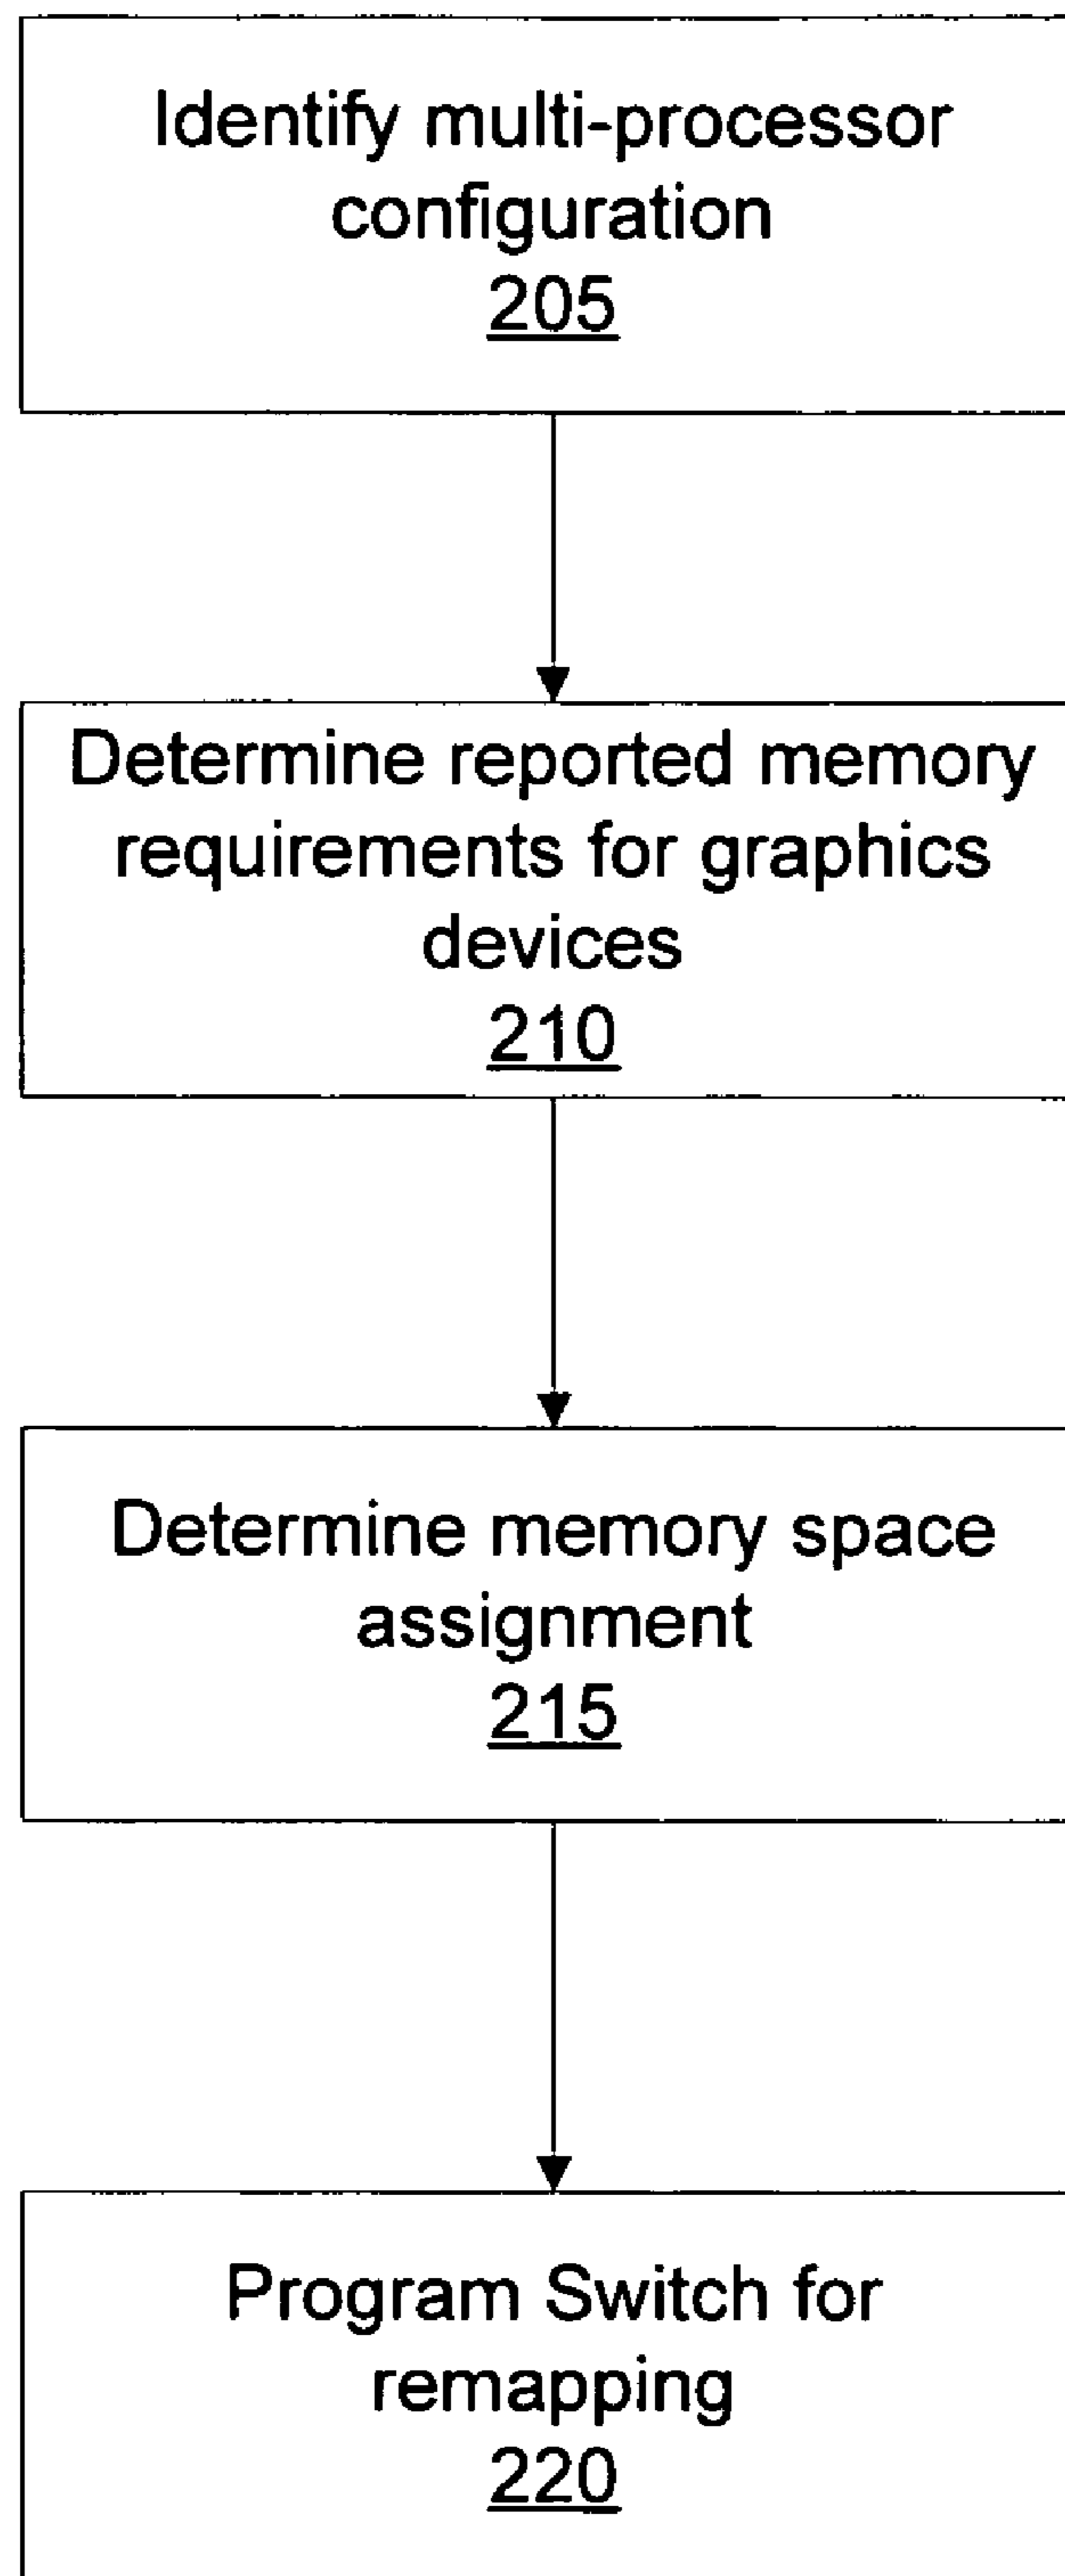 Identify multi-processor
configuration
205
Determine reported memory
requirements for graphics
devices
210
Determine memory space
assignment
215
Program Switch for
remapping
220